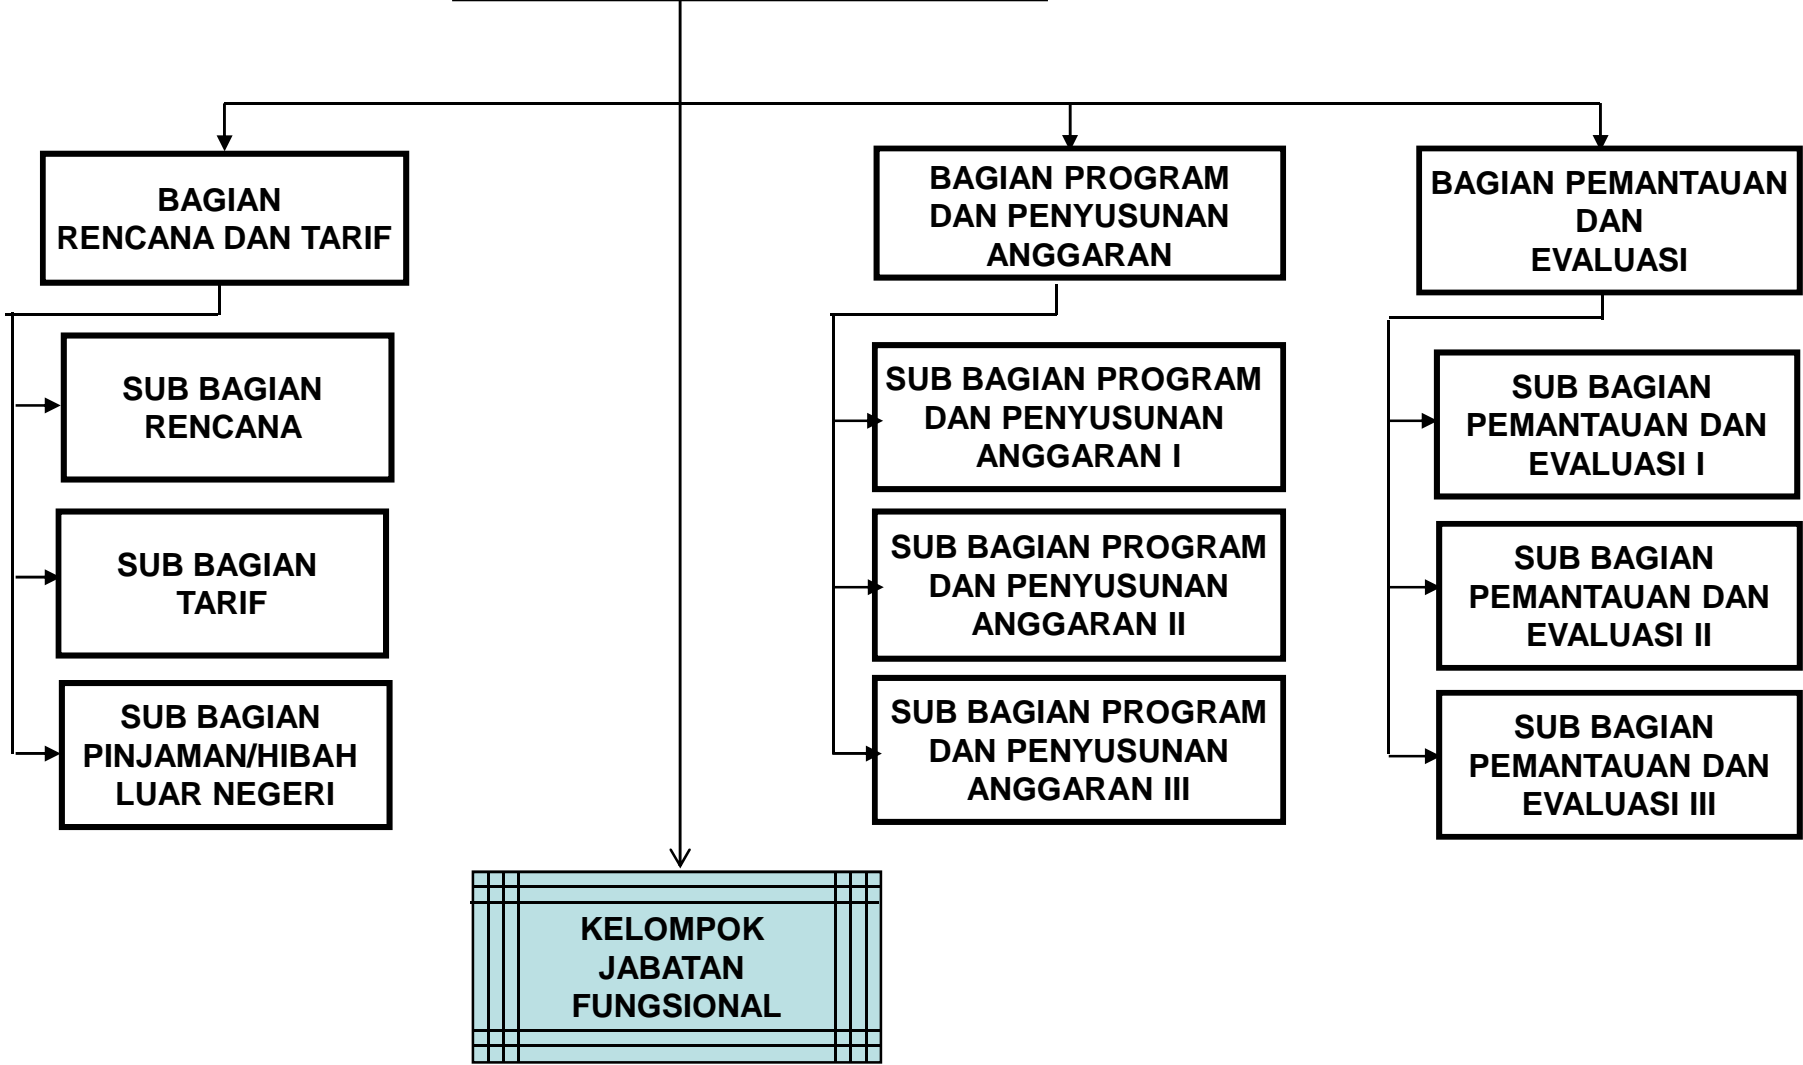 BAGIAN
RENCANA DAN TARIF
SUB BAGIAN
RENCANA
SUB BAGIAN
TARIF
SUB BAGIAN
PINJAMAN/HIBAH
LUAR NEGERI
BAGIAN PROGRAM
DAN PENYUSUNAN
ANGGARAN
SUB BAGIAN PROGRAM
DAN PENYUSUNAN
ANGGARAN I
SUB BAGIAN PROGRAM
DAN PENYUSUNAN
ANGGARAN II
SUB BAGIAN PROGRAM
DAN PENYUSUNAN
ANGGARAN III
BAGIAN PEMANTAUAN
DAN
EVALUASI
SUB BAGIAN
PEMANTAUAN DAN
EVALUASI I
SUB BAGIAN
PEMANTAUAN DAN
EVALUASI II
SUB BAGIAN
PEMANTAUAN DAN
EVALUASI III
KELOMPOK
JABATAN
FUNGSIONAL